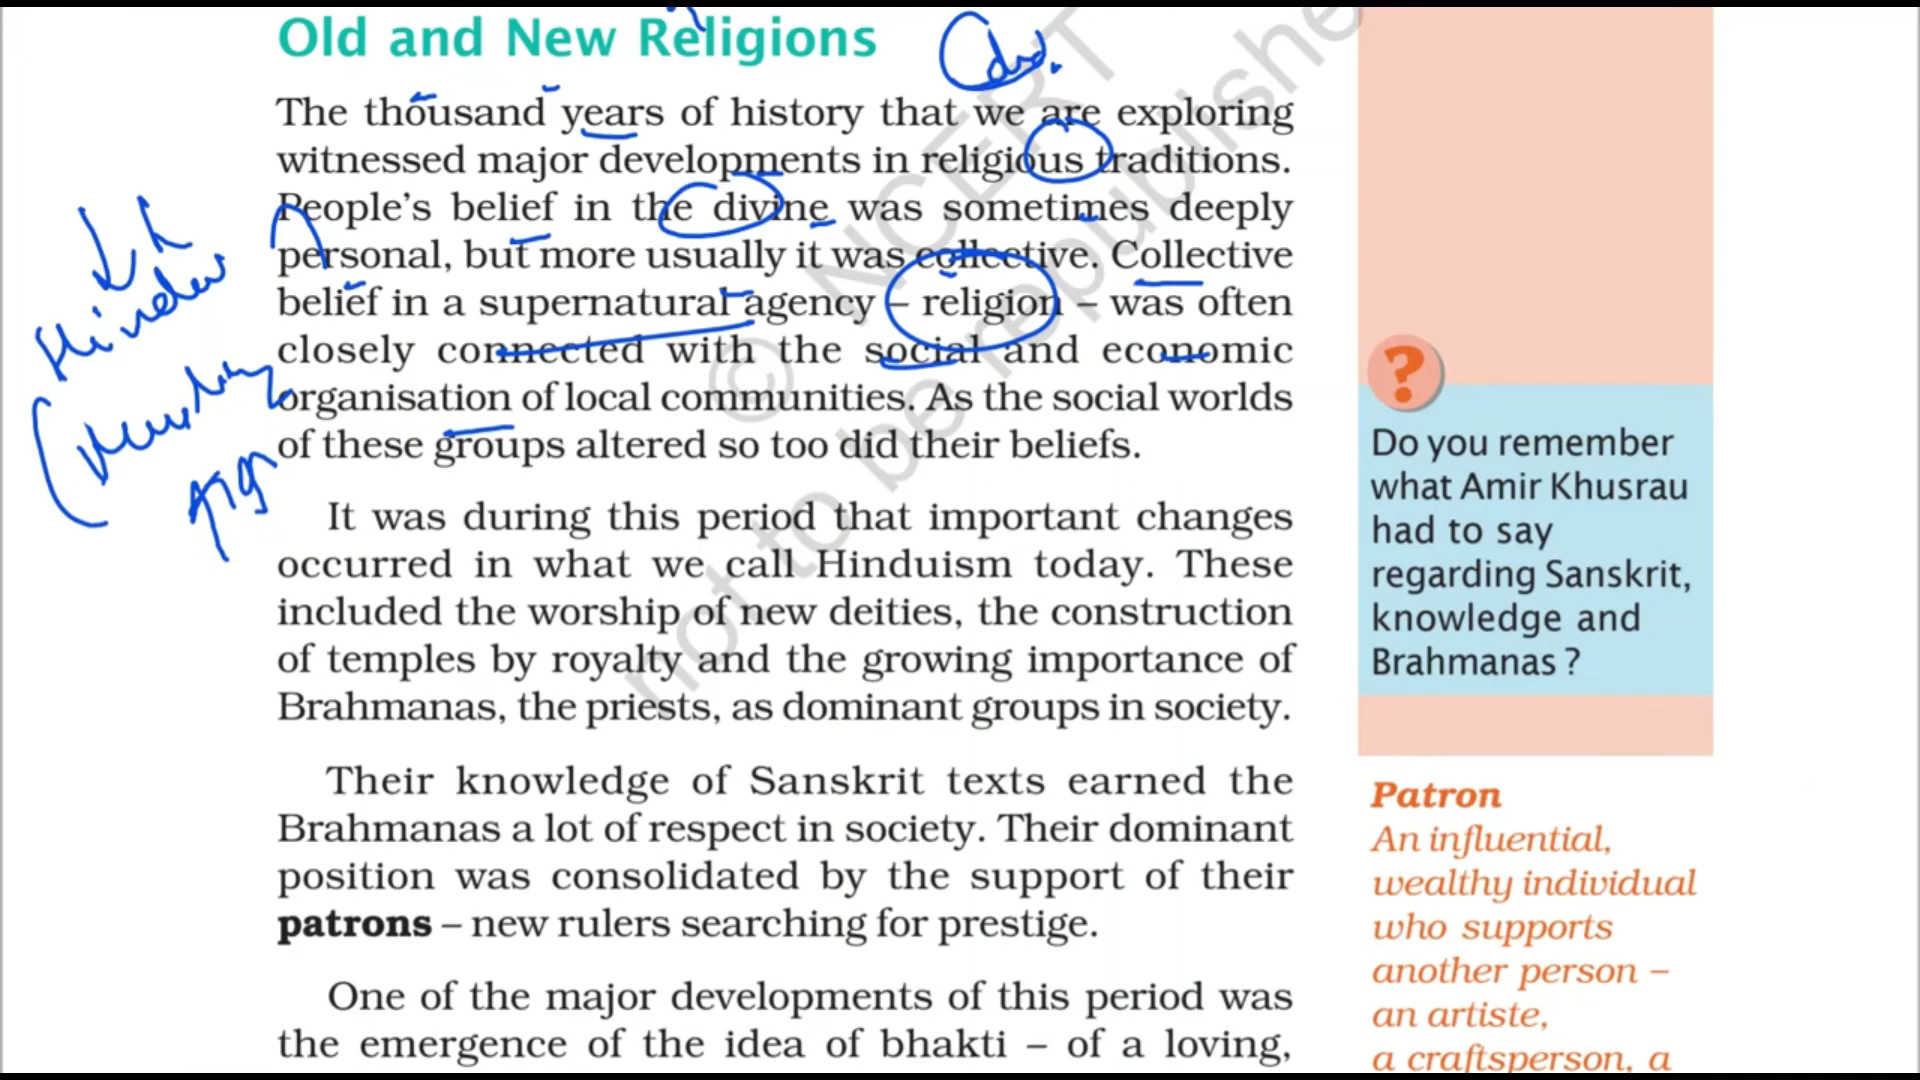 Old and New Religions
The thousand years of history that we are exploring
witnessed major developments in religious traditions.
People's belief in the divine was sometimes deeply
personal, but more usually it was collective. Collective
belief in a supernatural agency – religion – was often
closely connected with the social and economic
organisation of local communities. As the social worlds
of these groups altered so too did their beliefs.
It was during this period that important changes
occurred in what we call Hinduism today. These
included the worship of new deities, the construction
of temples by royalty and the growing importance of
Brahmanas, the priests, as dominant groups in society.
Their knowledge of Sanskrit texts earned the
Brahmanas a lot of respect in society. Their dominant
position was consolidated by the support of their
patrons – new rulers searching for prestige.
One of the major developments of this period was
the emergence of the idea of bhakti – of a loving,
?
Do you remember
what Amir Khusrau
had to say
regarding Sanskrit,
knowledge and
Brahmanas ?
Patron
An influential,
wealthy individual
who supports
another person –
an artiste,
a craftsperson, a
© NCERT
not to be republishe